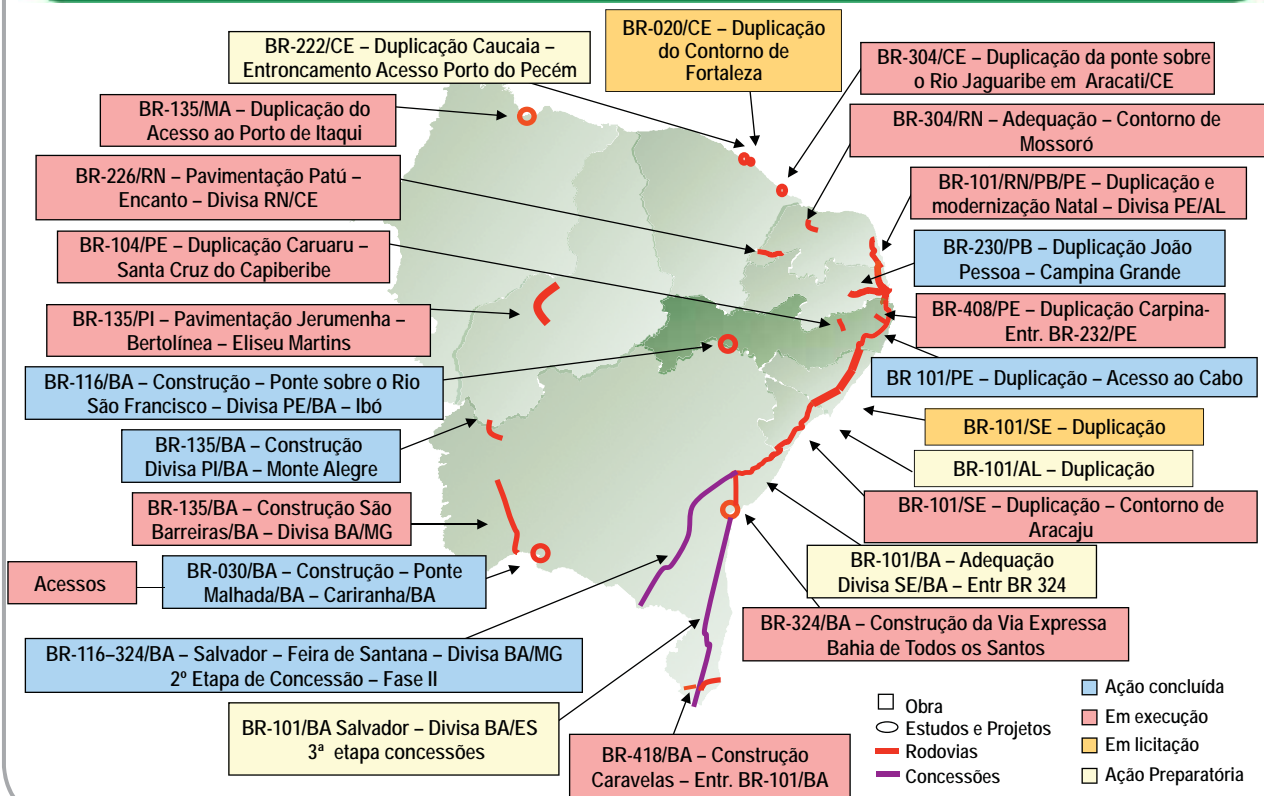 BR-222/CE – Duplicação Caucaia –
Entroncamento Acesso Porto do Pecém
BR-020/CE – Duplicação
do Contorno de
Fortaleza
BR-304/CE – Duplicação da ponte sobre
o Rio Jaguaribe em Aracati/CE
BR-135/MA – Duplicação do
Acesso ao Porto de Itaqui
BR-304/RN – Adequação – Contorno de
Mossoró
BR-226/RN – Pavimentação Patú –
Encanto – Divisa RN/CE
BR-101/RN/PB/PE – Duplicação e
modernização Natal – Divisa PE/AL
BR-104/PE – Duplicação Caruaru –
Santa Cruz do Capiberibe
BR-230/PB – Duplicação João
Pessoa – Campina Grande
BR-135/PI – Pavimentação Jerumenha –
Bertolínea – Eliseu Martins
BR-408/PE – Duplicação Carpina-
Entr. BR-232/PE
BR-116/BA – Construção – Ponte sobre o Rio
São Francisco – Divisa PE/BA – Ibó
BR 101/PE – Duplicação – Acesso ao Cabo
BR-135/BA – Construção
Divisa PI/BA – Monte Alegre
BR-101/SE – Duplicação
BR-101/AL – Duplicação
BR-135/BA – Construção São
Barreiras/BA – Divisa BA/MG
BR-101/SE – Duplicação – Contorno de
Aracaju
Acessos
BR-030/BA – Construção – Ponte
Malhada/BA – Cariranha/BA
BR-101/BA – Adequação
Divisa SE/BA – Entr BR 324
BR-324/BA – Construção da Via Expressa
Bahia de Todos os Santos
BR-116–324/BA – Salvador – Feira de Santana – Divisa BA/MG
2º Etapa de Concessão – Fase II
BR-101/BA Salvador – Divisa BA/ES
3ª etapa concessões
BR-418/BA – Construção
Caravelas – Entr. BR-101/BA
Obra
Estudos e Projetos
Rodovias
Concessões
Ação concluída
Em execução
Em licitação
Ação Preparatória